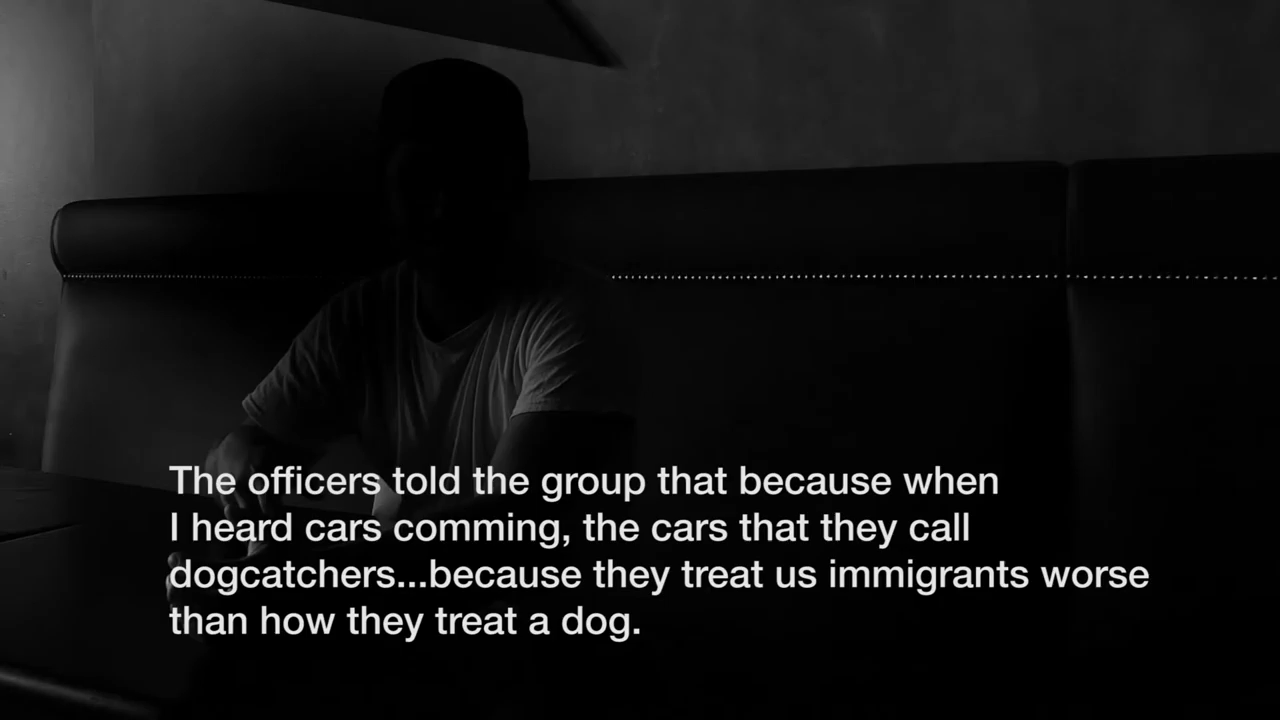 The officers told the group that because when
I heard cars comming, the cars that they call
dogcatchers...because they treat us immigrants worse
than how they treat a dog.